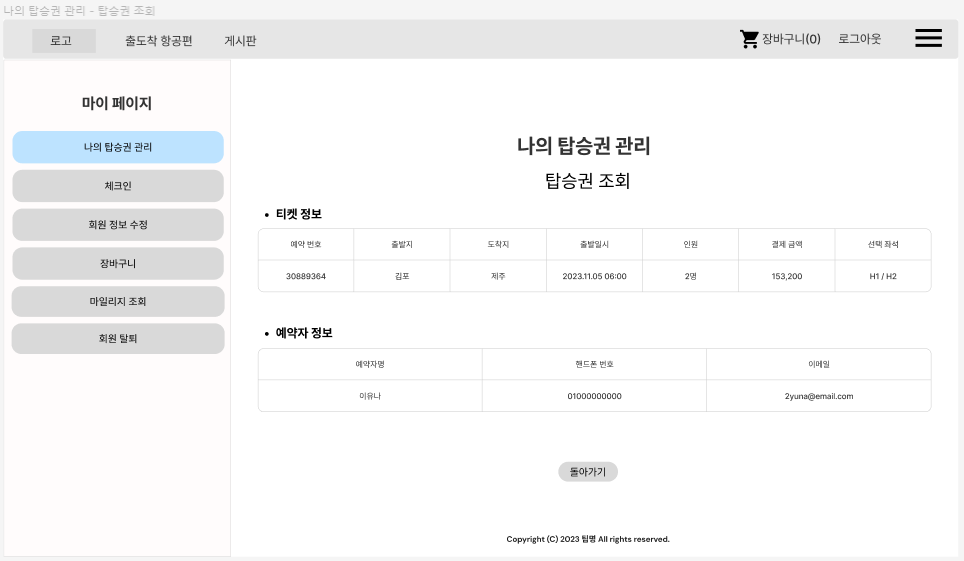 나의 탑승권 관리 - 탑승권 조회
로고 출도착 항공편 게시판 장바구니(0) 로그아웃
마이 페이지
나의 탑승권 관리
체크인
회원 정보 수정
장바구니
마일리지 조회
회원 탈퇴
나의 탑승권 관리
탑승권 조회
• 티켓 정보
예약 번호 출발지 도착지 출발일시 인원 결제 금액 선택 좌석
30889364 김포 제주 2023.11.05 06:00 2명 153,200 H1 / H2
• 예약자 정보
예약자명 핸드폰 번호 이메일
이유나 01000000000 2yuna@email.com
돌아가기
Copyright (C) 2023 팀명 All rights reserved.